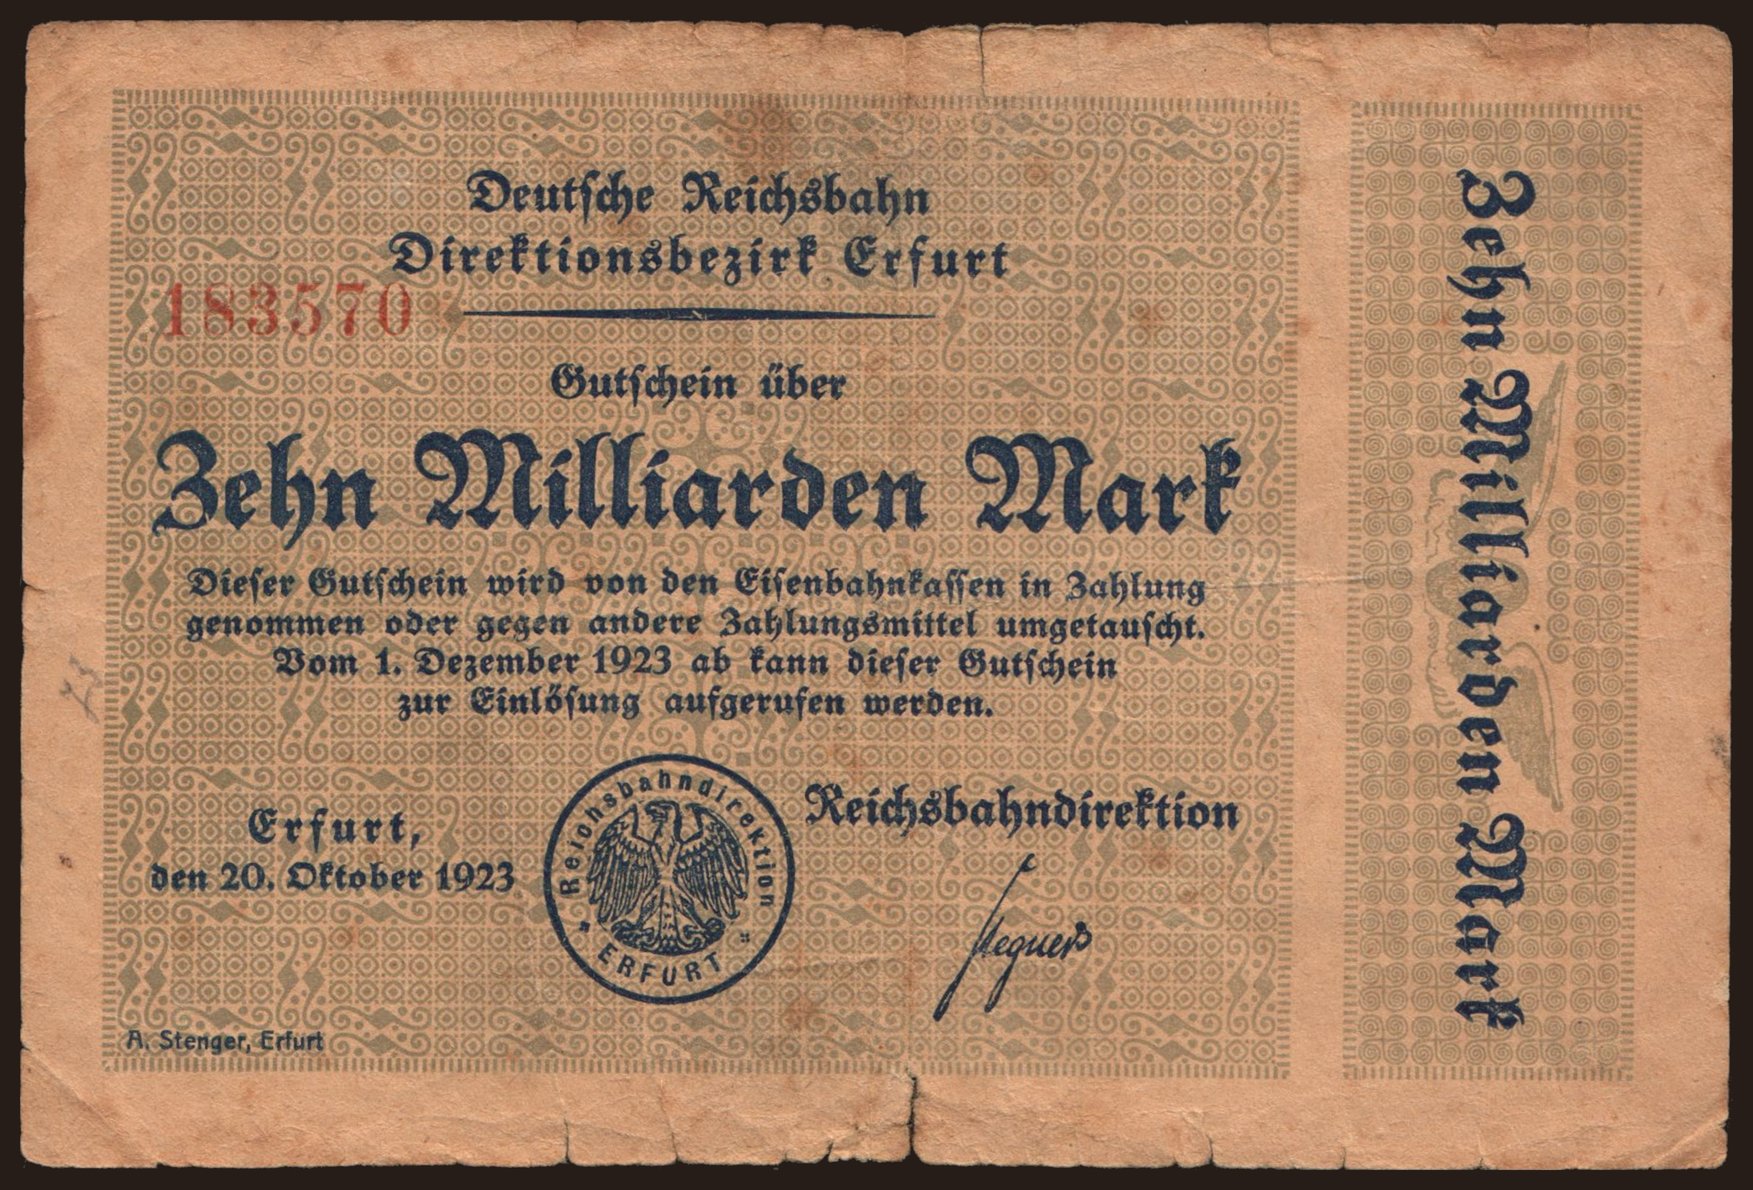 Deutsche Reichsbahn
Direktionsbezirk Erfurt
183570
Gutschein über
Zehn Milliarden Mark
Dieser Gutschein wird von den Eisenbahnkassen in Zahlung
genommen oder gegen andere Zahlungsmittel umgetauscht.
Vom 1. Dezember 1923 ab kann dieser Gutschein
zur Einlösung aufgerufen werden.
Erfurt,
den 20. Oktober 1923
Reichsbahndirektion
ERFURT
Reichsbahndirektion
A. Stenger, Erfurt
Zehn Milliarden Mark